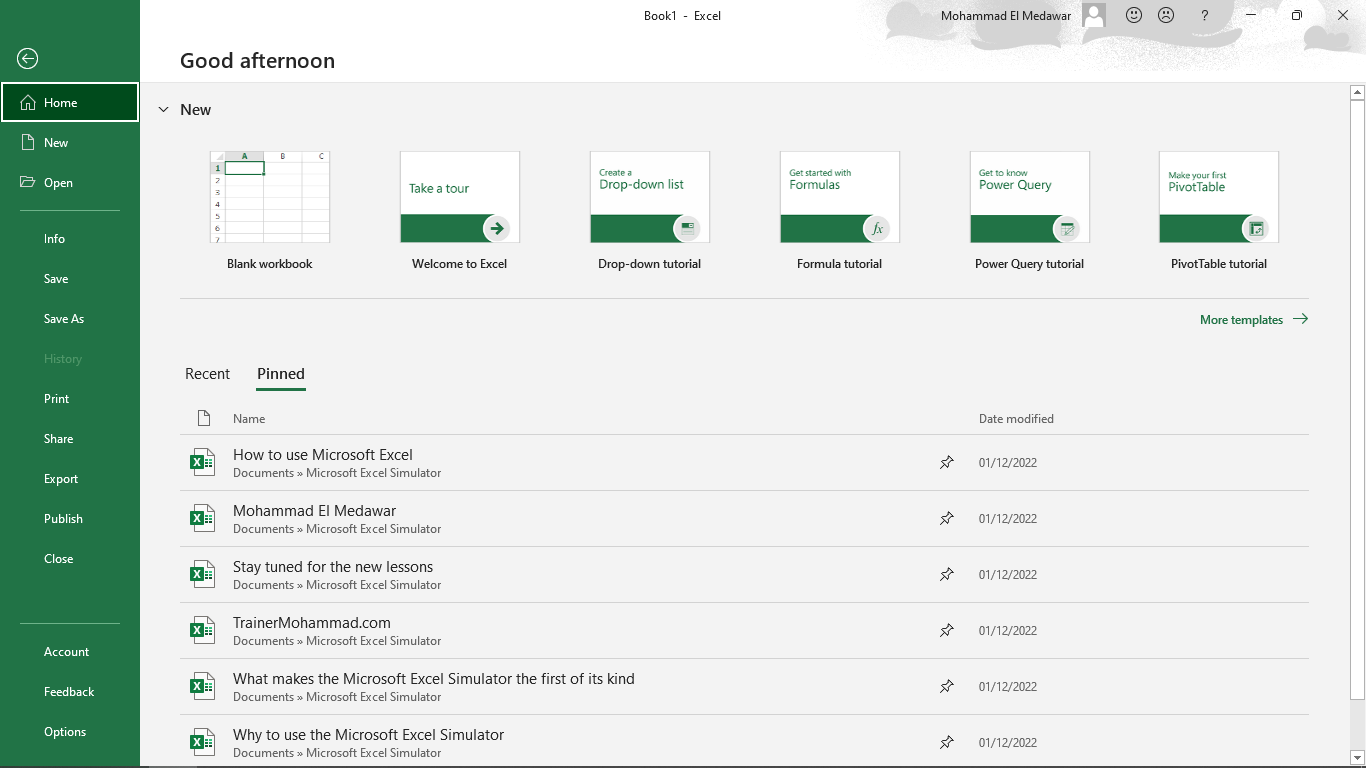 Book1 - Excel
Mohammad El Medawar
?
Good afternoon
Home
New
Open
Info
Save
Save As
History
Print
Share
Export
Publish
Close
Account
Feedback
Options
New
A B C
1
2
3
4
5
6
7
Blank workbook
Take a tour
Welcome to Excel
Create a
Drop-down list
Drop-down tutorial
Get started with
Formulas
fx
Formula tutorial
Get to know
Power Query
Power Query tutorial
Make your first
PivotTable
PivotTable tutorial
More templates
Recent Pinned
Name Date modified
How to use Microsoft Excel
Documents » Microsoft Excel Simulator
01/12/2022
Mohammad El Medawar
Documents » Microsoft Excel Simulator
01/12/2022
Stay tuned for the new lessons
Documents » Microsoft Excel Simulator
01/12/2022
TrainerMohammad.com
Documents » Microsoft Excel Simulator
01/12/2022
What makes the Microsoft Excel Simulator the first of its kind
Documents » Microsoft Excel Simulator
01/12/2022
Why to use the Microsoft Excel Simulator
Documents » Microsoft Excel Simulator
01/12/2022